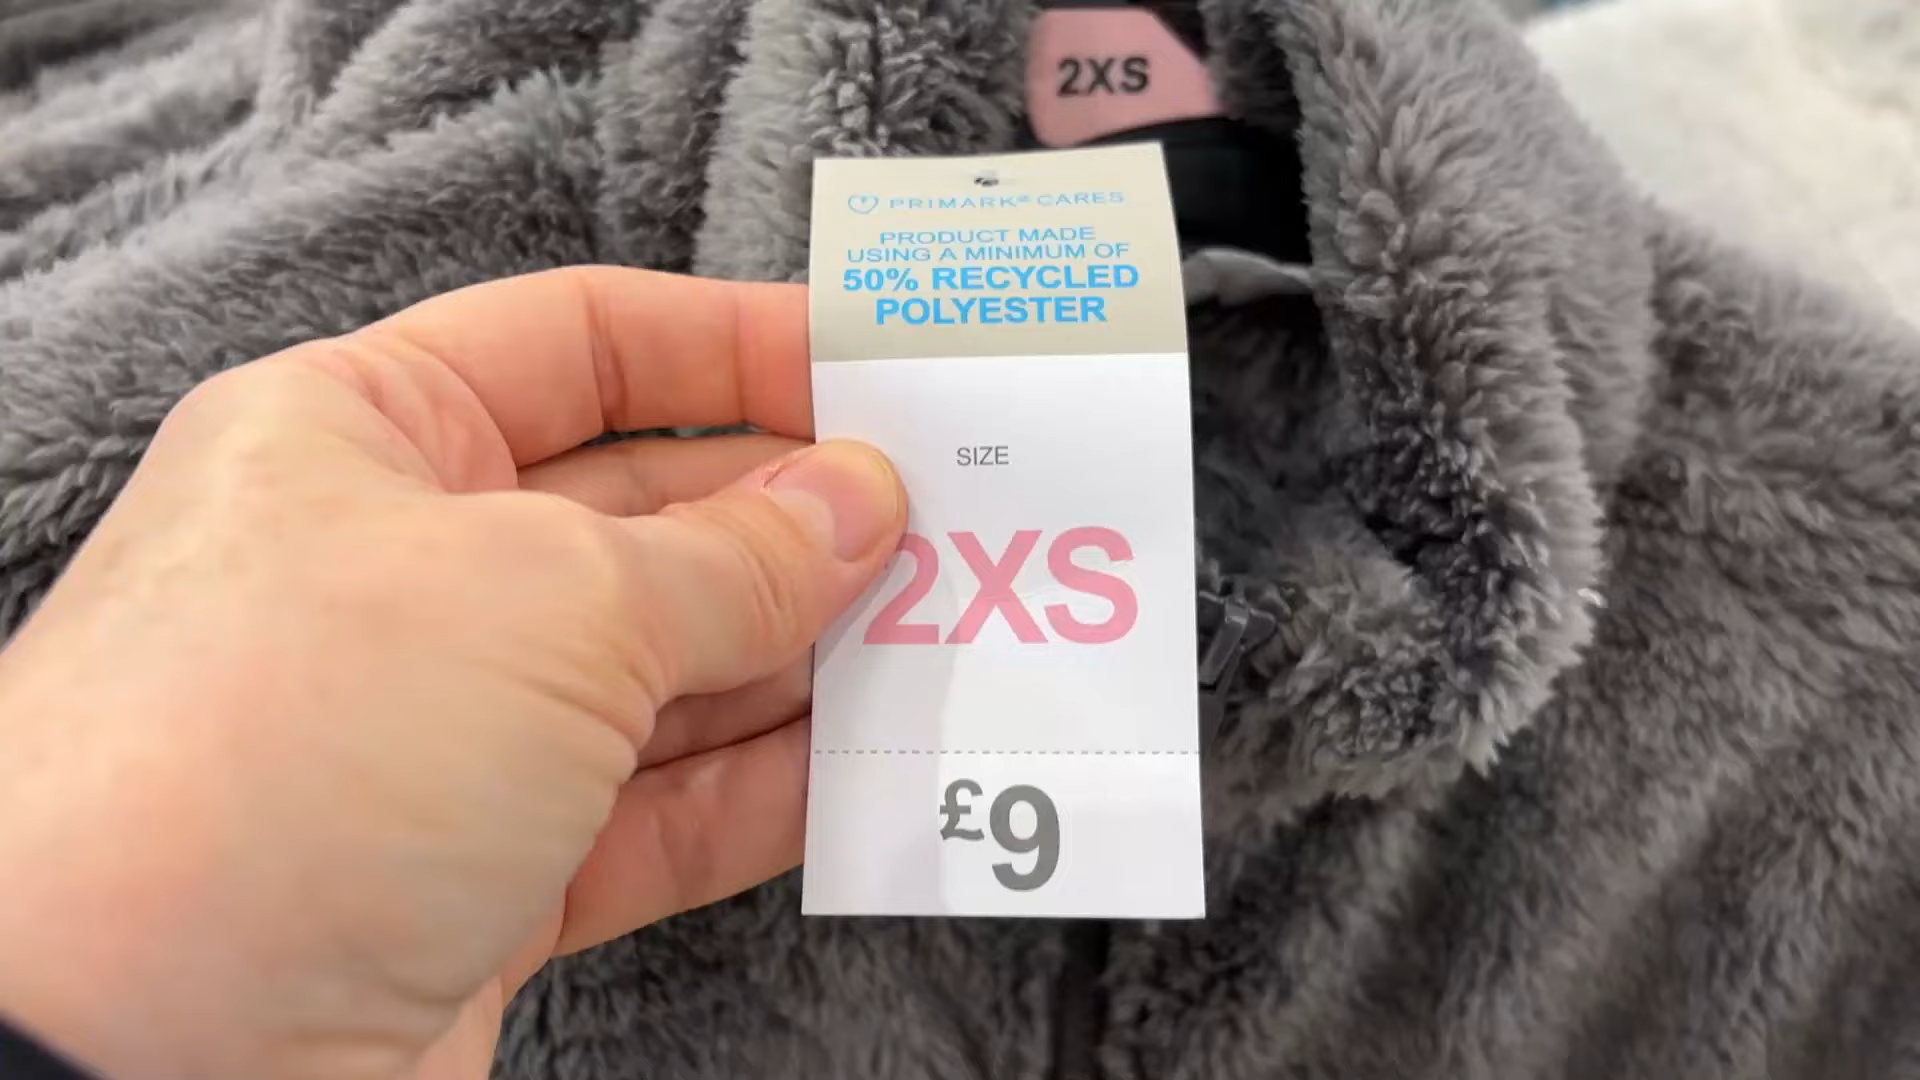 2XS
PRIMARK® CARES
PRODUCT MADE
USING A MINIMUM OF
50% RECYCLED
POLYESTER
SIZE
2XS
£9